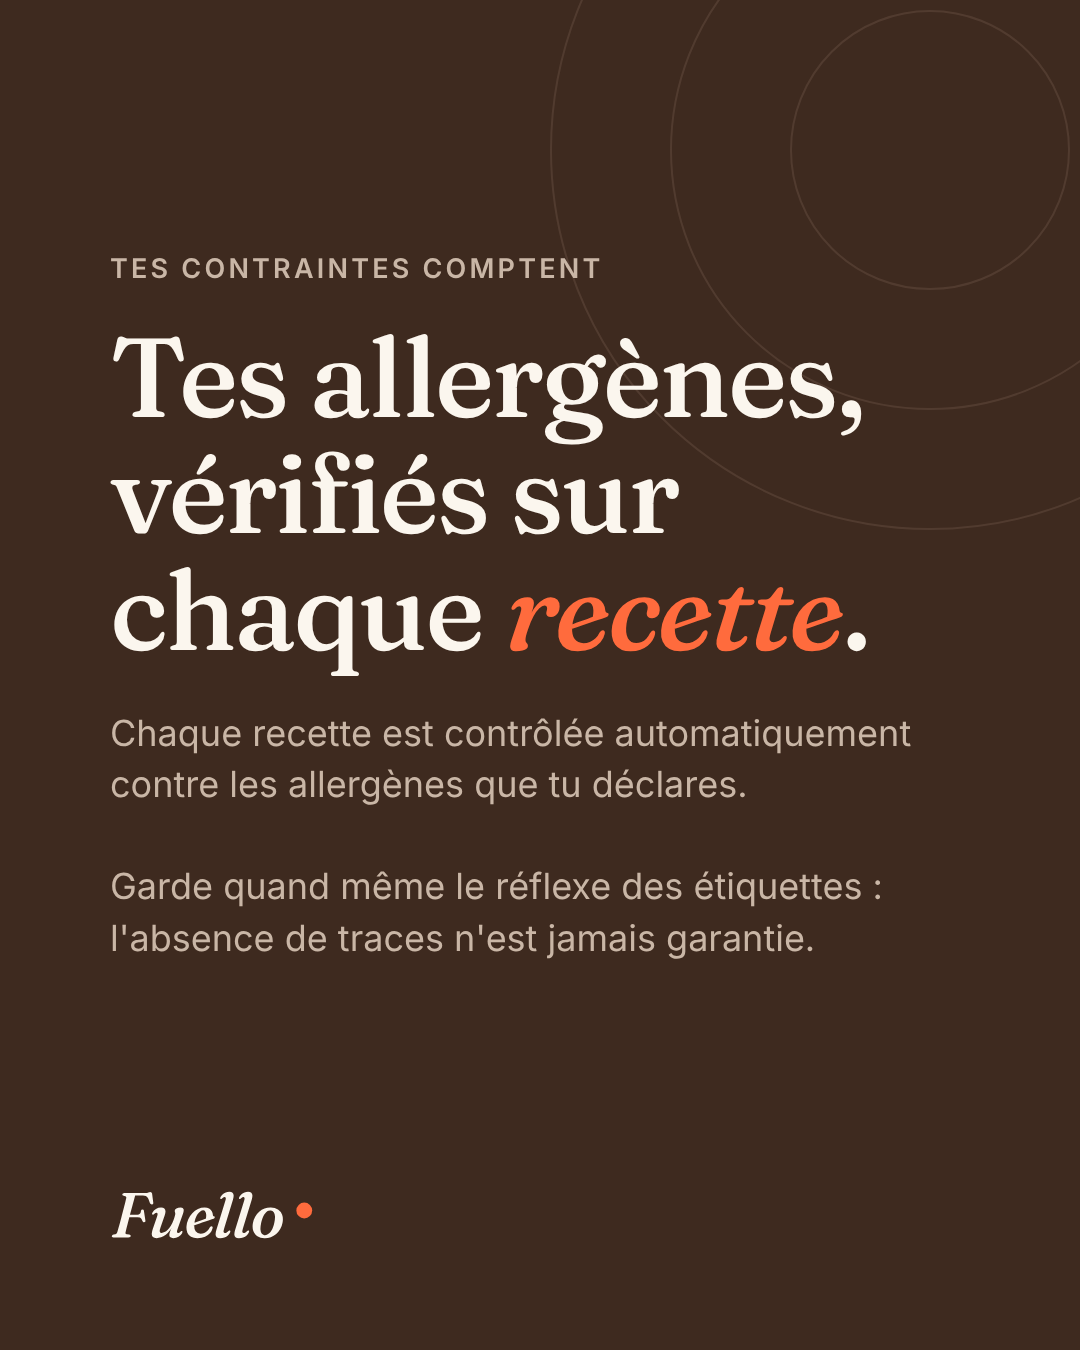 TES CONTRAINTES COMPTENT
Tes allergènes,
vérifiés sur
chaque recette.
Chaque recette est contrôlée automatiquement
contre les allergènes que tu déclares.
Garde quand même le réflexe des étiquettes :
l'absence de traces n'est jamais garantie.
Fuello